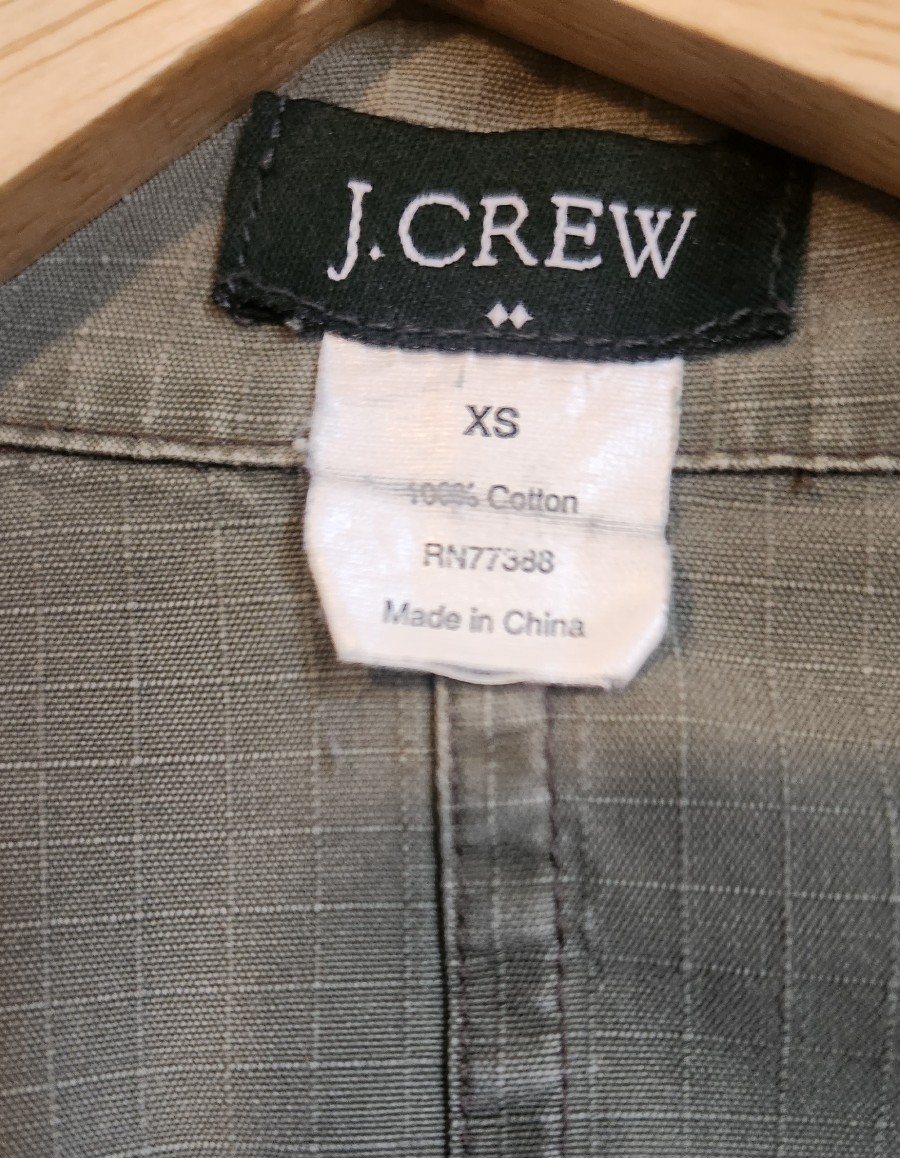 J.CREW
XS
100% Cotton
RN77388
Made in China